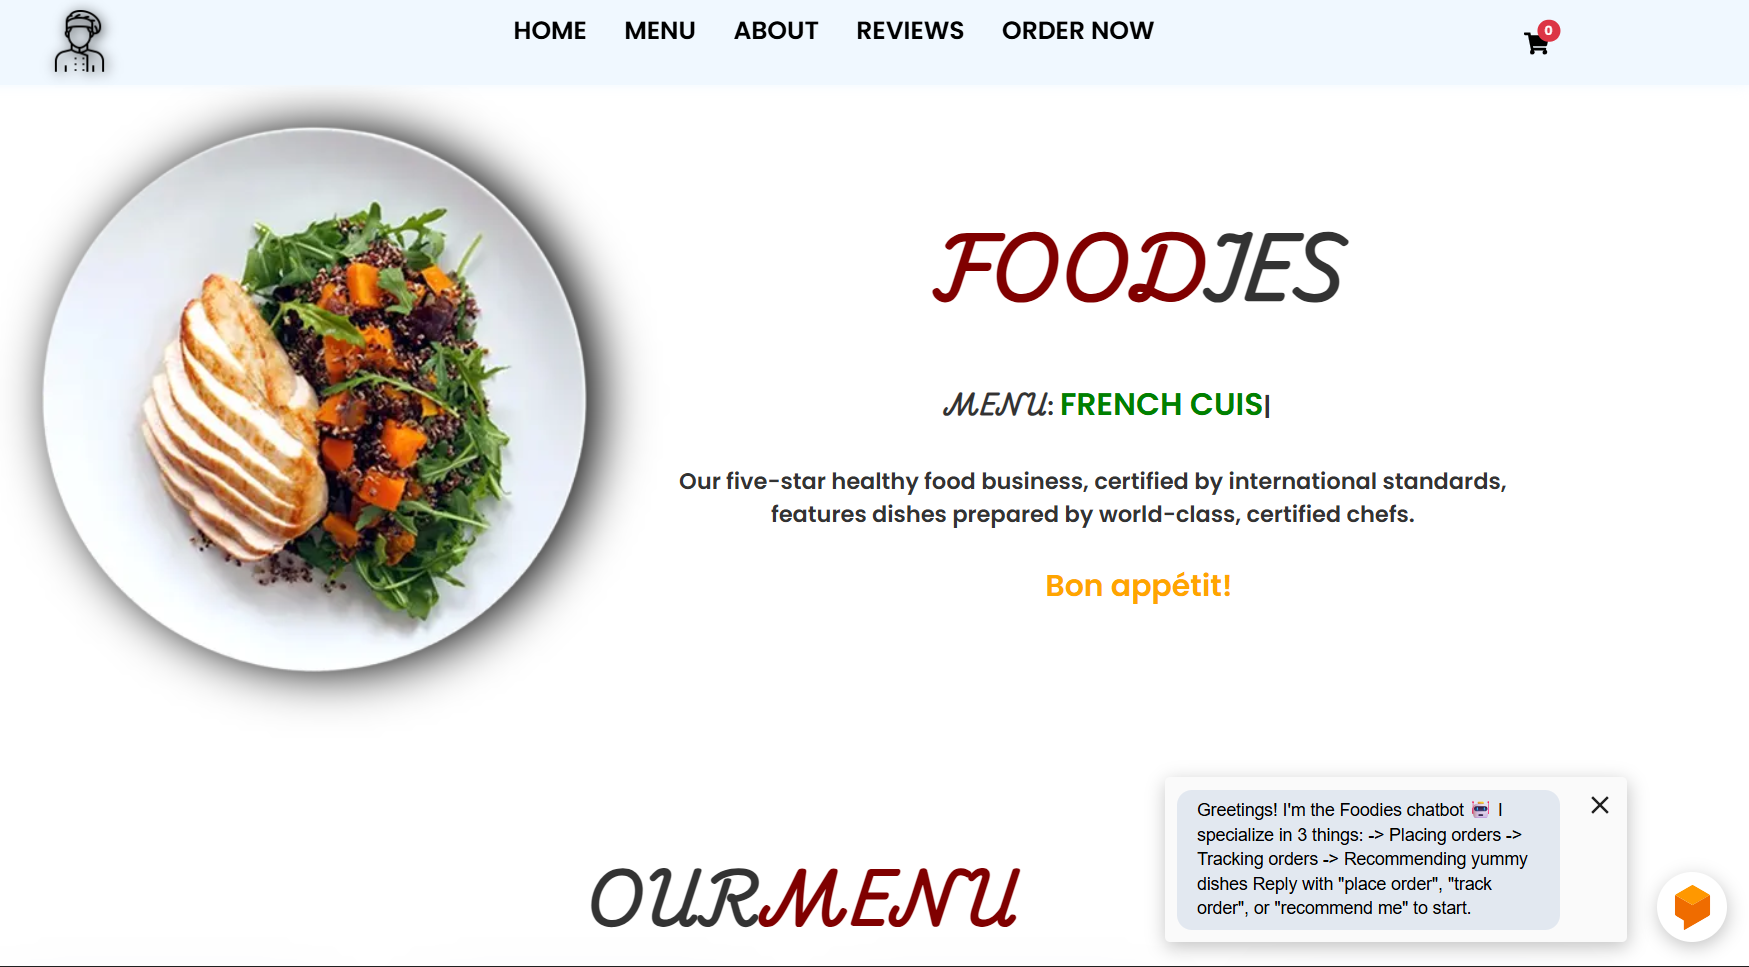 HOME MENU ABOUT REVIEWS ORDER NOW
0
FOODIES
MENU: FRENCH CUIS|
Our five-star healthy food business, certified by international standards,
features dishes prepared by world-class, certified chefs.
Bon appétit!
OURMENU
Greetings! I'm the Foodies chatbot 🤖 I
specialize in 3 things: -> Placing orders ->
Tracking orders -> Recommending yummy
dishes Reply with "place order", "track
order", or "recommend me" to start.